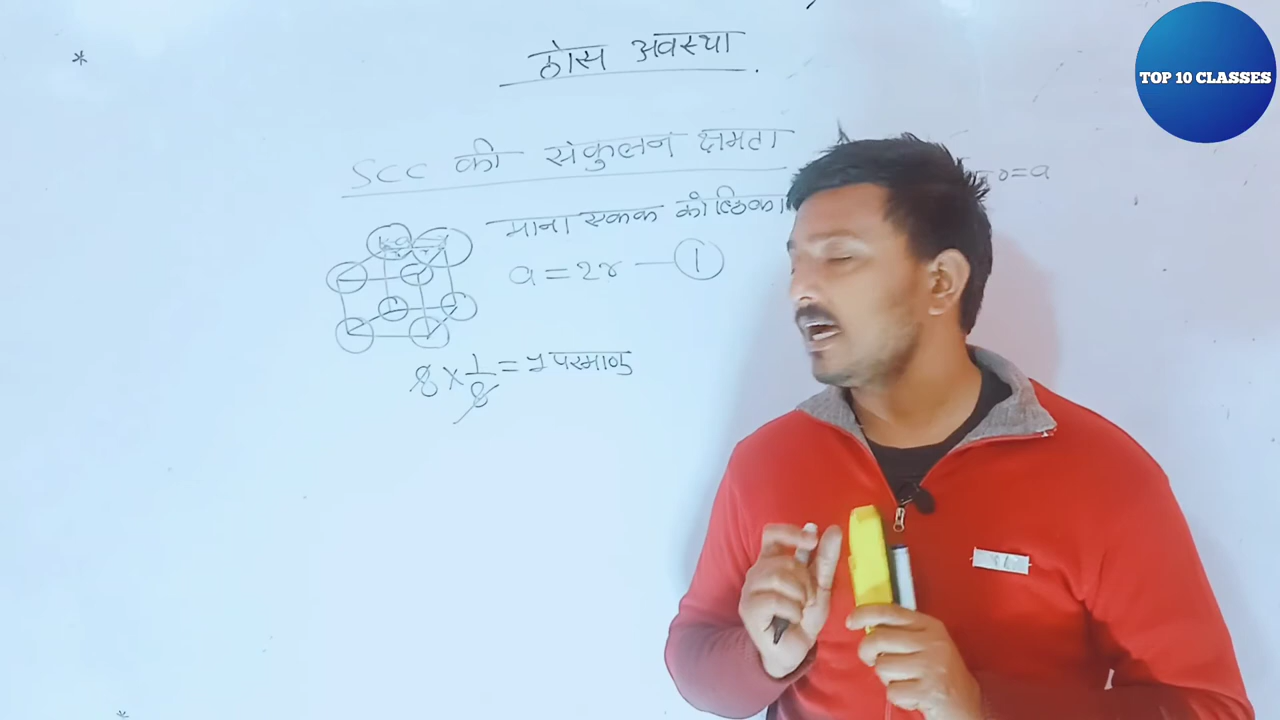 TOP 10 CLASSES
ठोस अवस्था
SCC की संकुलन क्षमता
माना एकक कोष्ठिका =a
a = 2r — 1
8 × 1/8 = 1 परमाणु